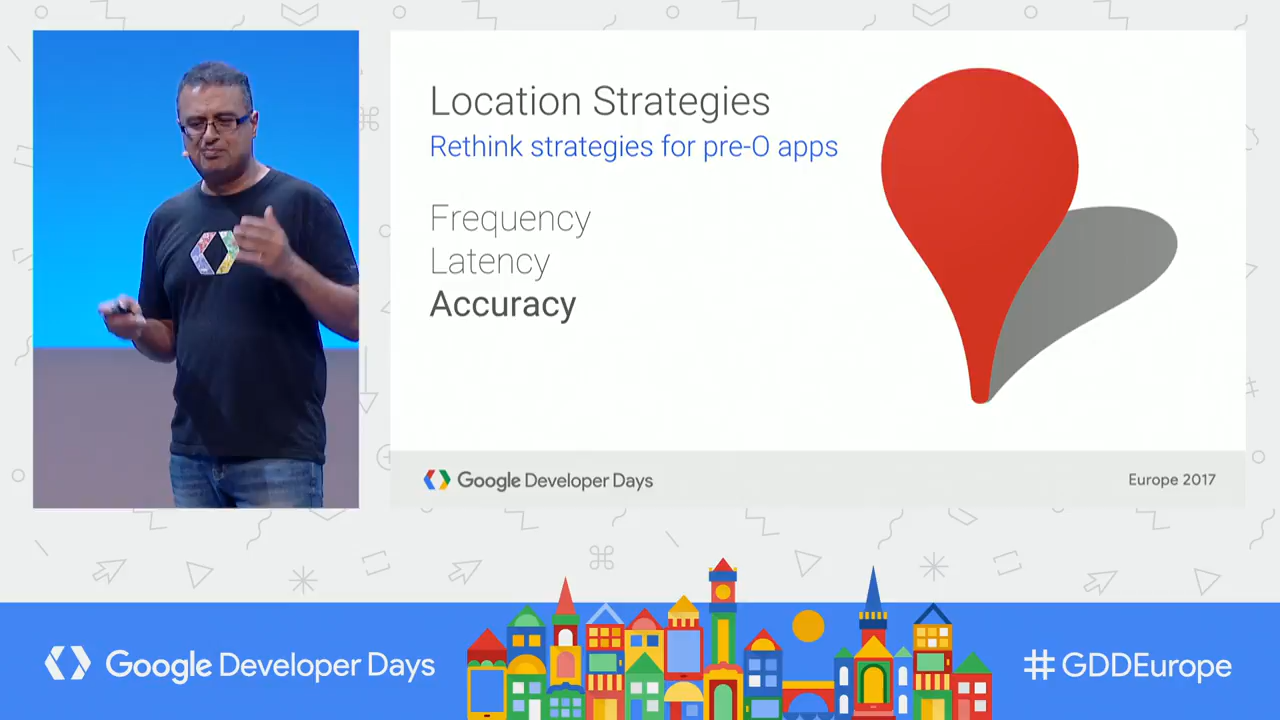 Location Strategies
Rethink strategies for pre-O apps
Frequency
Latency
Accuracy
Google Developer Days
Europe 2017
Google Developer Days
#GDDEurope